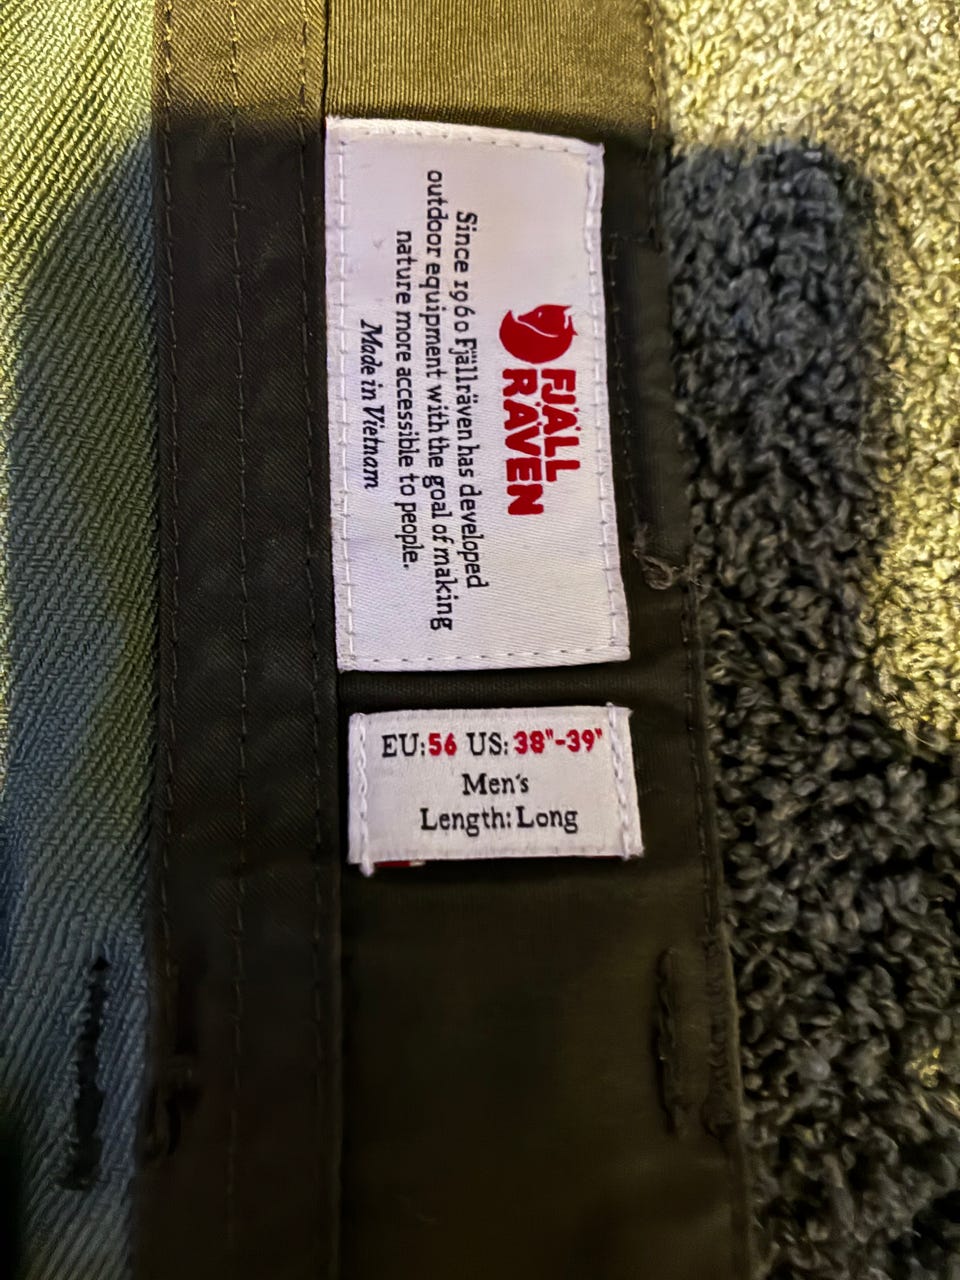 FJÄLL
RÄVEN
Since 1960 Fjällräven has developed
outdoor equipment with the goal of making
nature more accessible to people.
Made in Vietnam
EU:56 US:38"-39"
Men's
Length: Long